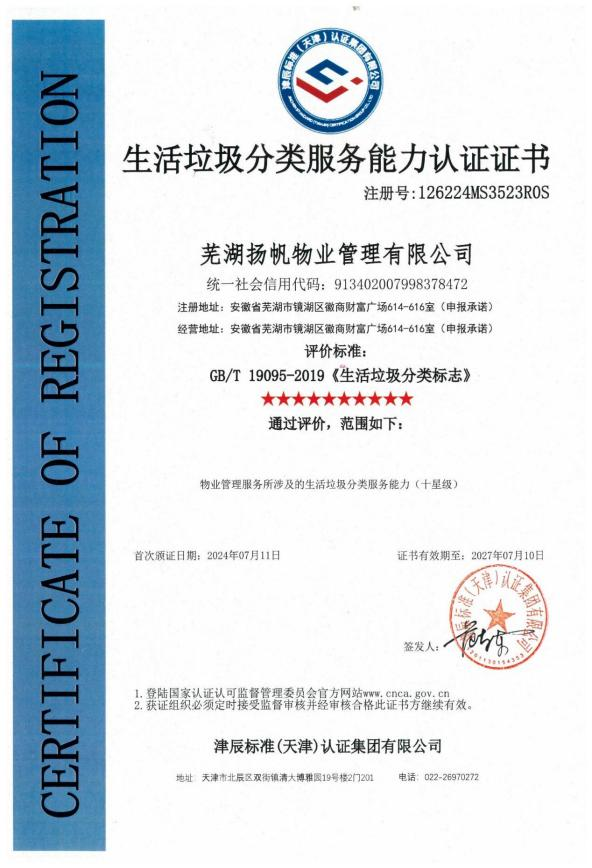 CERTIFICATE OF REGISTRATION
津辰标准(天津)认证集团有限公司
生活垃圾分类服务能力认证证书
注册号:126224MS3523R0S
芜湖扬帆物业管理有限公司
统一社会信用代码：913402007998378472
注册地址：安徽省芜湖市镜湖区徽商财富广场614-616室（申报承诺）
经营地址：安徽省芜湖市镜湖区徽商财富广场614-616室（申报承诺）
评价标准：
GB/T 19095-2019《生活垃圾分类标志》
★★★★★★★★★★
通过评价，范围如下：
物业管理服务所涉及的生活垃圾分类服务能力（十星级）
首次颁证日期：2024年07月11日
证书有效期至：2027年07月10日
津辰标准(天津)认证集团有限公司
签发人：
1.登陆国家认证认可监督管理委员会官方网站www.cnca.gov.cn
2.获证组织必须定时接受监督审核并经审核合格此证书方继续有效。
津辰标准(天津)认证集团有限公司
地址：天津市北辰区双街镇清大博雅园19号楼2门201
电话：022-26970272